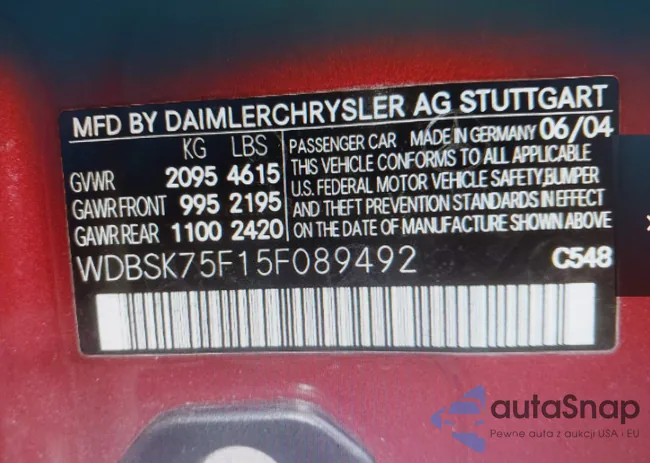 MFD BY DAIMLERCHRYSLER AG STUTTGART
KG LBS
GVWR 2095 4615
GAWR FRONT 995 2195
GAWR REAR 1100 2420
PASSENGER CAR MADE IN GERMANY 06/04
THIS VEHICLE CONFORMS TO ALL APPLICABLE
U.S. FEDERAL MOTOR VEHICLE SAFETY, BUMPER
AND THEFT PREVENTION STANDARDS IN EFFECT
ON THE DATE OF MANUFACTURE SHOWN ABOVE
WDBSK75F15F089492 C548
autaSnap
Pewne auta z aukcji USA i EU